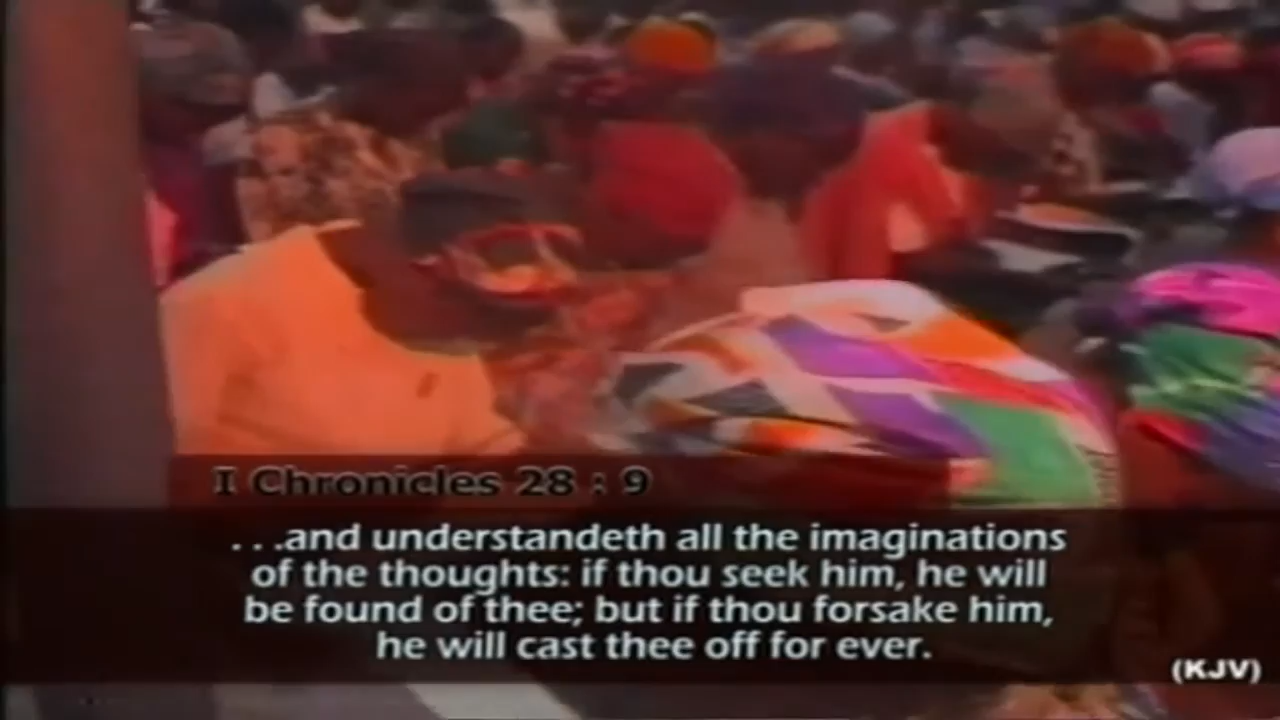 I Chronicles 28 : 9
. . .and understandeth all the imaginations
of the thoughts: if thou seek him, he will
be found of thee; but if thou forsake him,
he will cast thee off for ever.
(KJV)